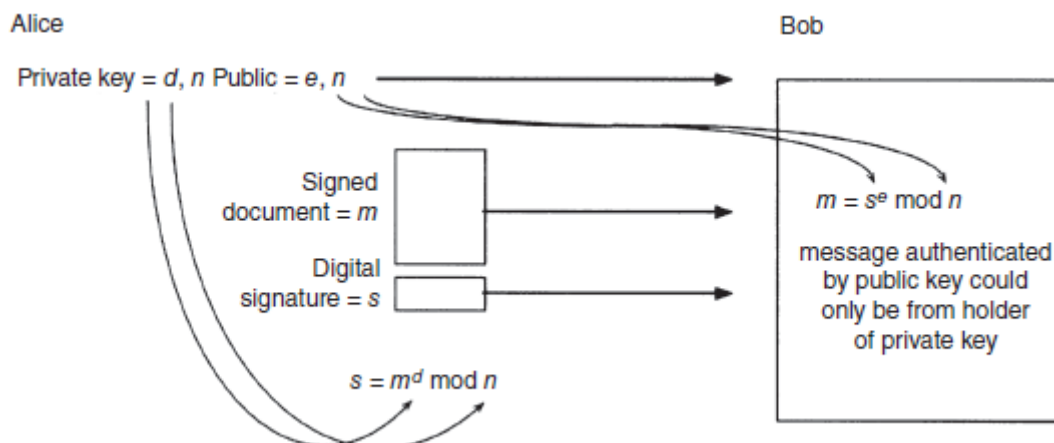 Alice
Bob
Private key = d, n Public = e, n
Signed
document = m
Digital
signature = s
s = m^d mod n
m = s^e mod n
message authenticated
by public key could
only be from holder
of private key